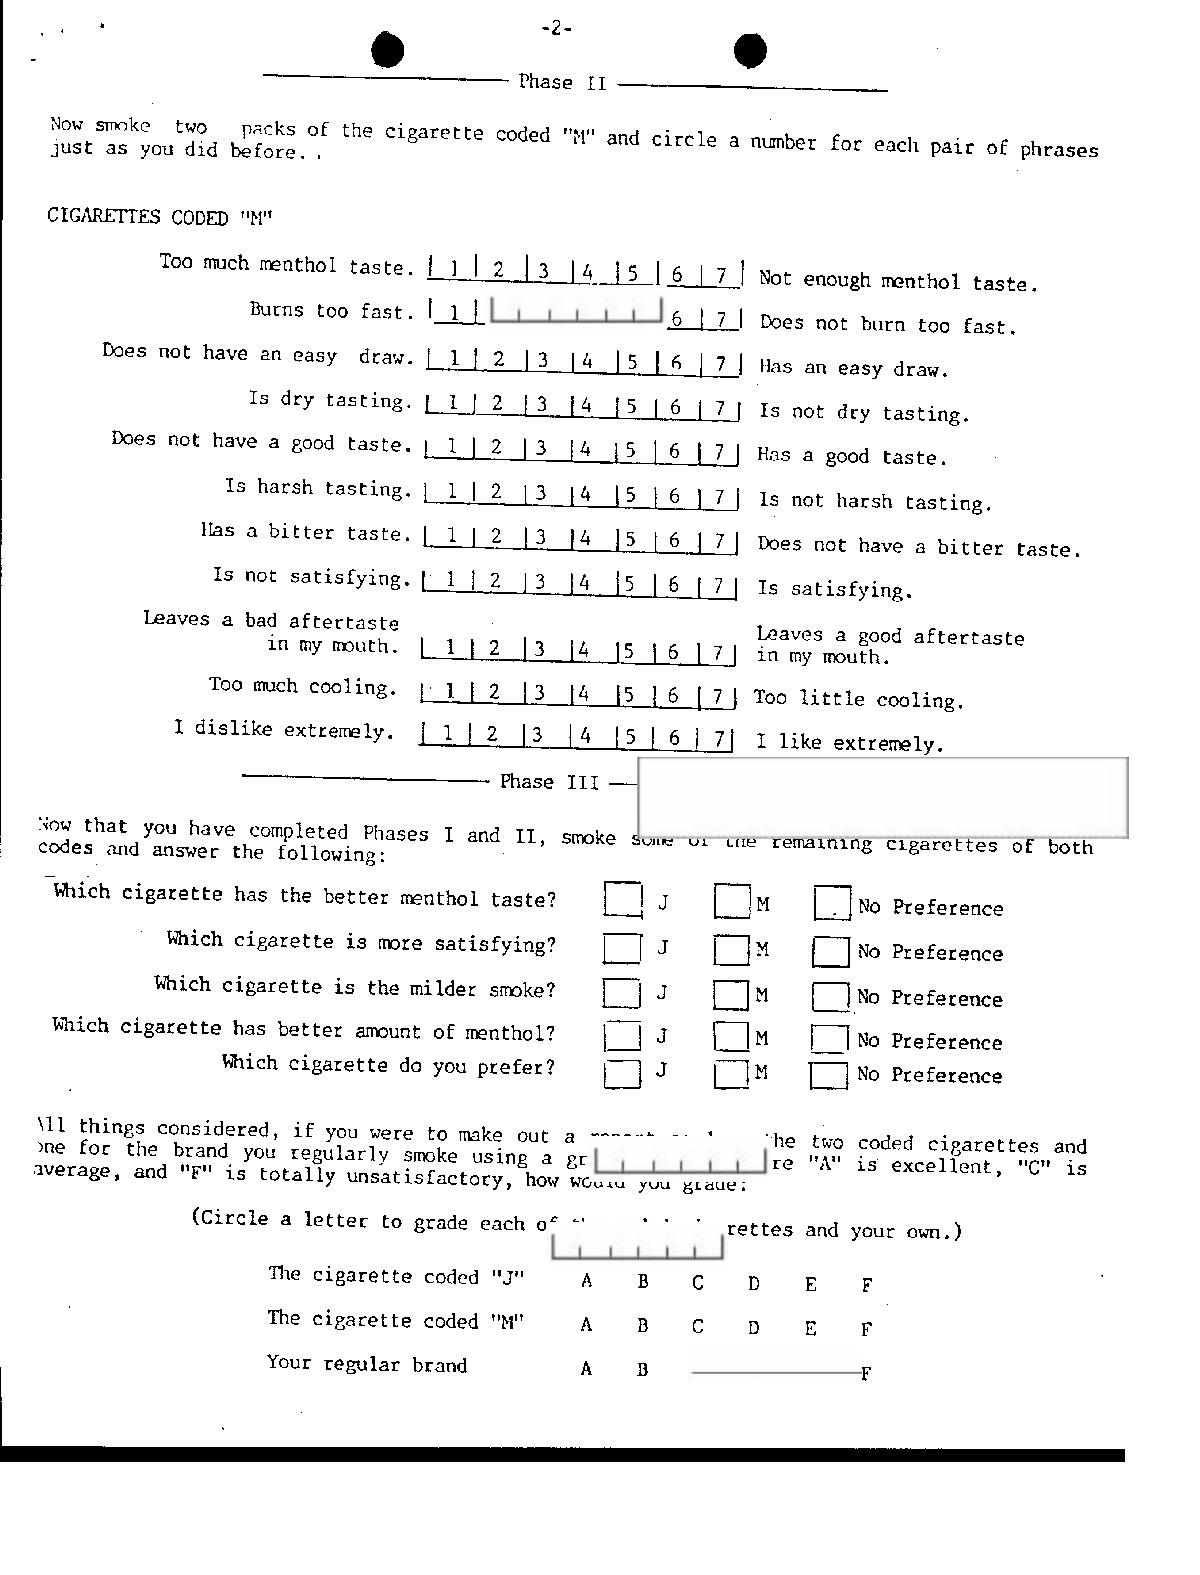 -2-
Phase II
Now smoke two packs of the cigarette coded "M" and circle a number for each pair of phrases
just as you did before.
CIGARETTES CODED "M"
Too much menthol taste. 1 2 3 4 5 6 7 Not enough menthol taste.
Burns too fast. 1 6 7 Does not burn too fast.
Does not have an easy draw. 1 2 3 4 5 6 7 Has an easy draw.
Is dry tasting. 1 2 3 4 5 6 7 Is not dry tasting.
Does not have a good taste. 1 2 3 4 5 6 7 Has a good taste.
Is harsh tasting. 1 2 3 4 5 6 7 Is not harsh tasting.
Has a bitter taste. 1 2 3 4 5 6 7 Does not have a bitter taste.
Is not satisfying. 1 2 3 4 5 6 7 Is satisfying.
Leaves a bad aftertaste
in my mouth. 1 2 3 4 5 6 7 Leaves a good aftertaste
in my mouth.
Too much cooling. 1 2 3 4 5 6 7 Too little cooling.
I dislike extremely. 1 2 3 4 5 6 7 I like extremely.
Phase III
Now that you have completed Phases I and II, smoke some of the remaining cigarettes of both
codes and answer the following:
Which cigarette has the better menthol taste? J M No Preference
Which cigarette is more satisfying? J M No Preference
Which cigarette is the milder smoke? J M No Preference
Which cigarette has better amount of menthol? J M No Preference
Which cigarette do you prefer? J M No Preference
All things considered, if you were to make out a he two coded cigarettes and
one for the brand you regularly smoke using a gr re "A" is excellent, "C" is
average, and "F" is totally unsatisfactory, how would you grade:
(Circle a letter to grade each of rettes and your own.)
The cigarette coded "J" A B C D E F
The cigarette coded "M" A B C D E F
Your regular brand A B F